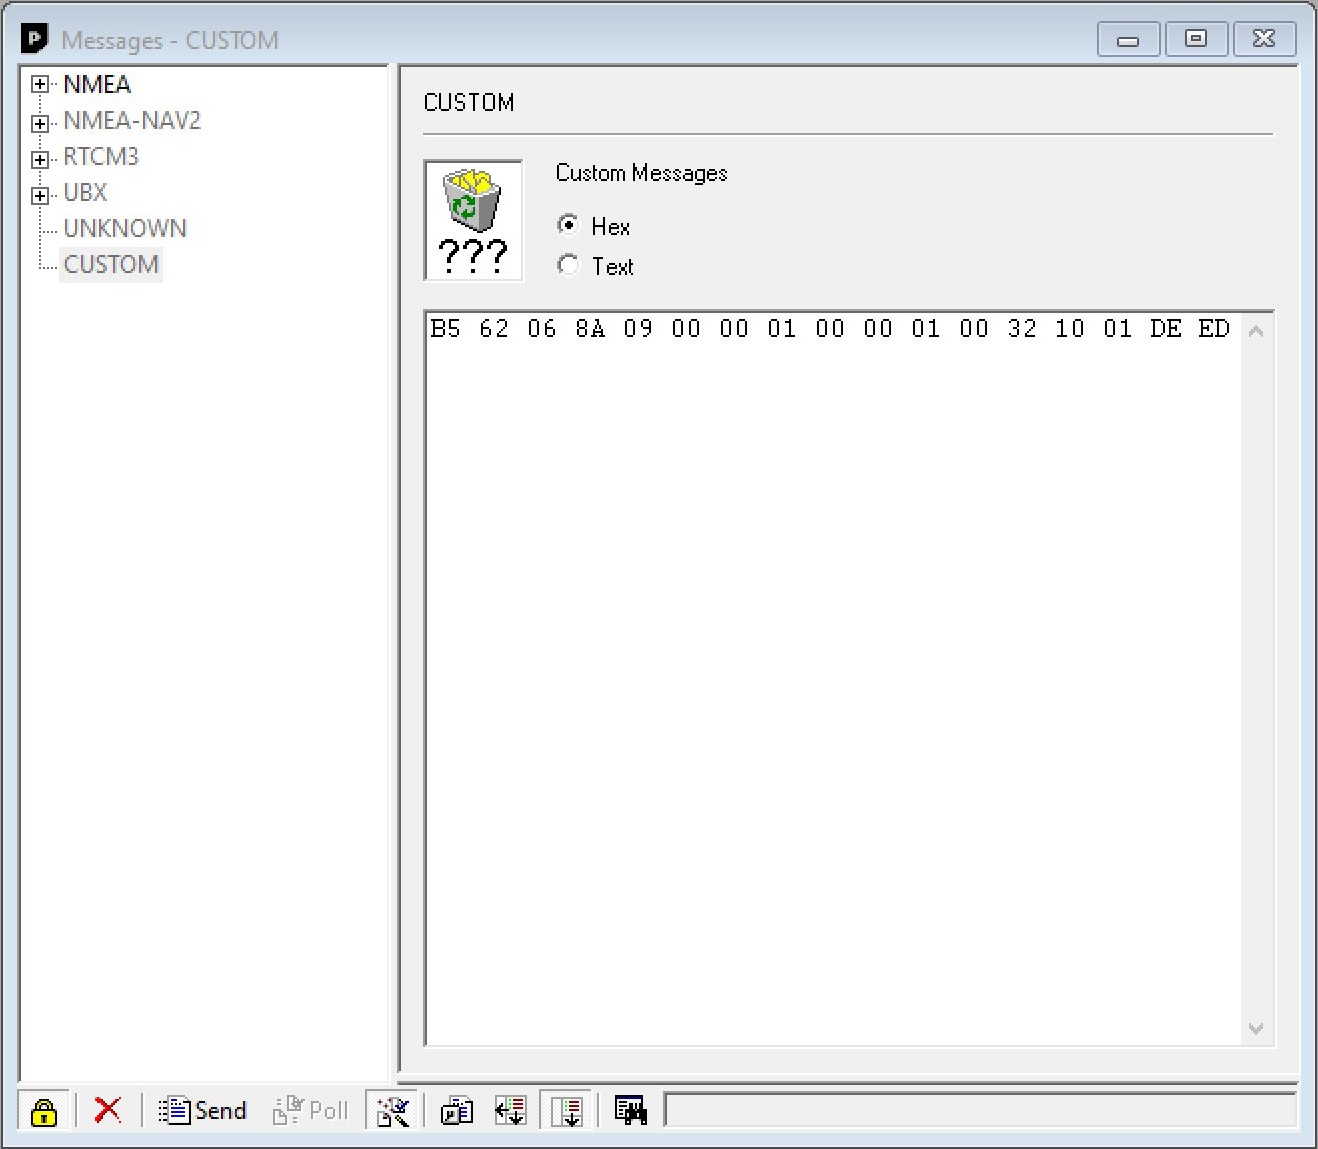 P Messages - CUSTOM
NMEA
NMEA-NAV2
RTCM3
UBX
UNKNOWN
CUSTOM
CUSTOM
Custom Messages
Hex
Text
???
B5 62 06 8A 09 00 00 01 00 00 01 00 32 10 01 DE ED
Send Poll